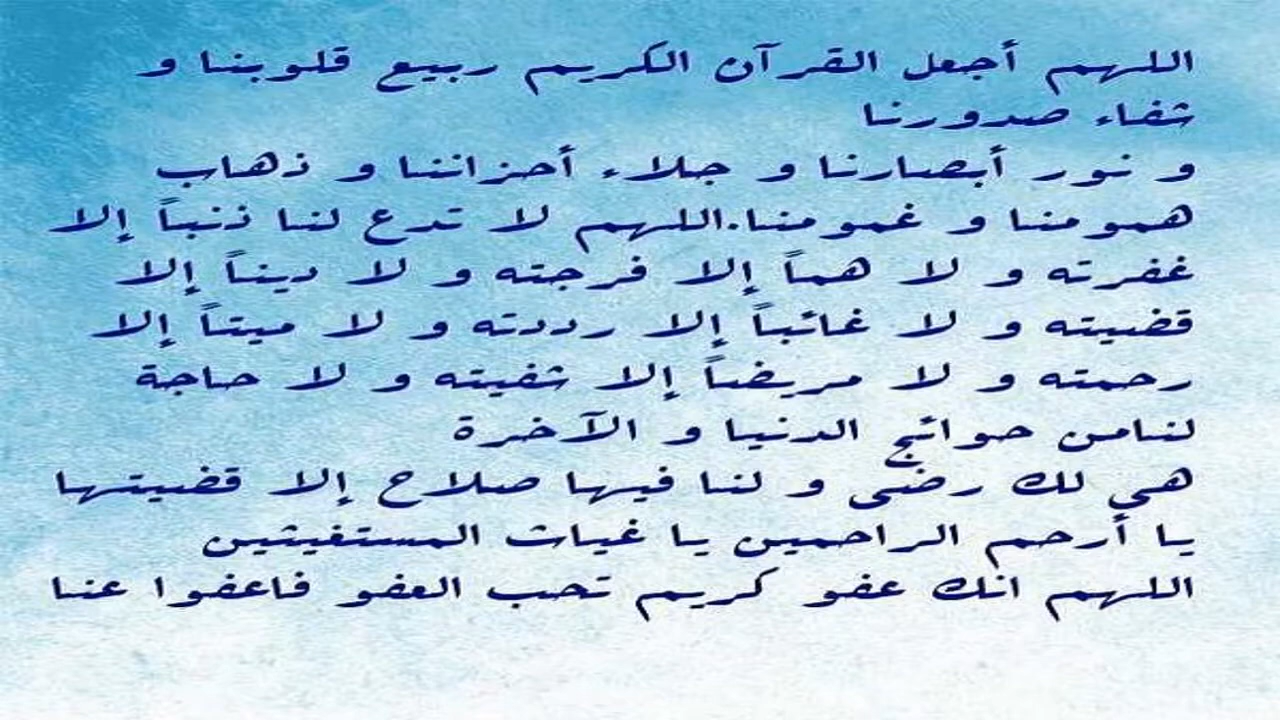 اللهم أجعل القرآن الكريم ربيع قلوبنا و
شفاء صدورنا
و نور أبصارنا و جلاء أحزاننا و ذهاب
همومنا و غمومنا.اللهم لا تدع لنا ذنباً إلا
غفرته و لا هماً إلا فرجته و لا ديناً إلا
قضيته و لا غائباً إلا رددته و لا ميتاً إلا
رحمته و لا مريضاً إلا شفيته و لا حاجة
لنامن حوائج الدنيا و الآخرة
هي لك رضى و لنا فيها صلاح إلا قضيتها
يا أرحم الراحمين يا غياث المستغيثين
اللهم انك عفو كريم تحب العفو فاعفوا عنا